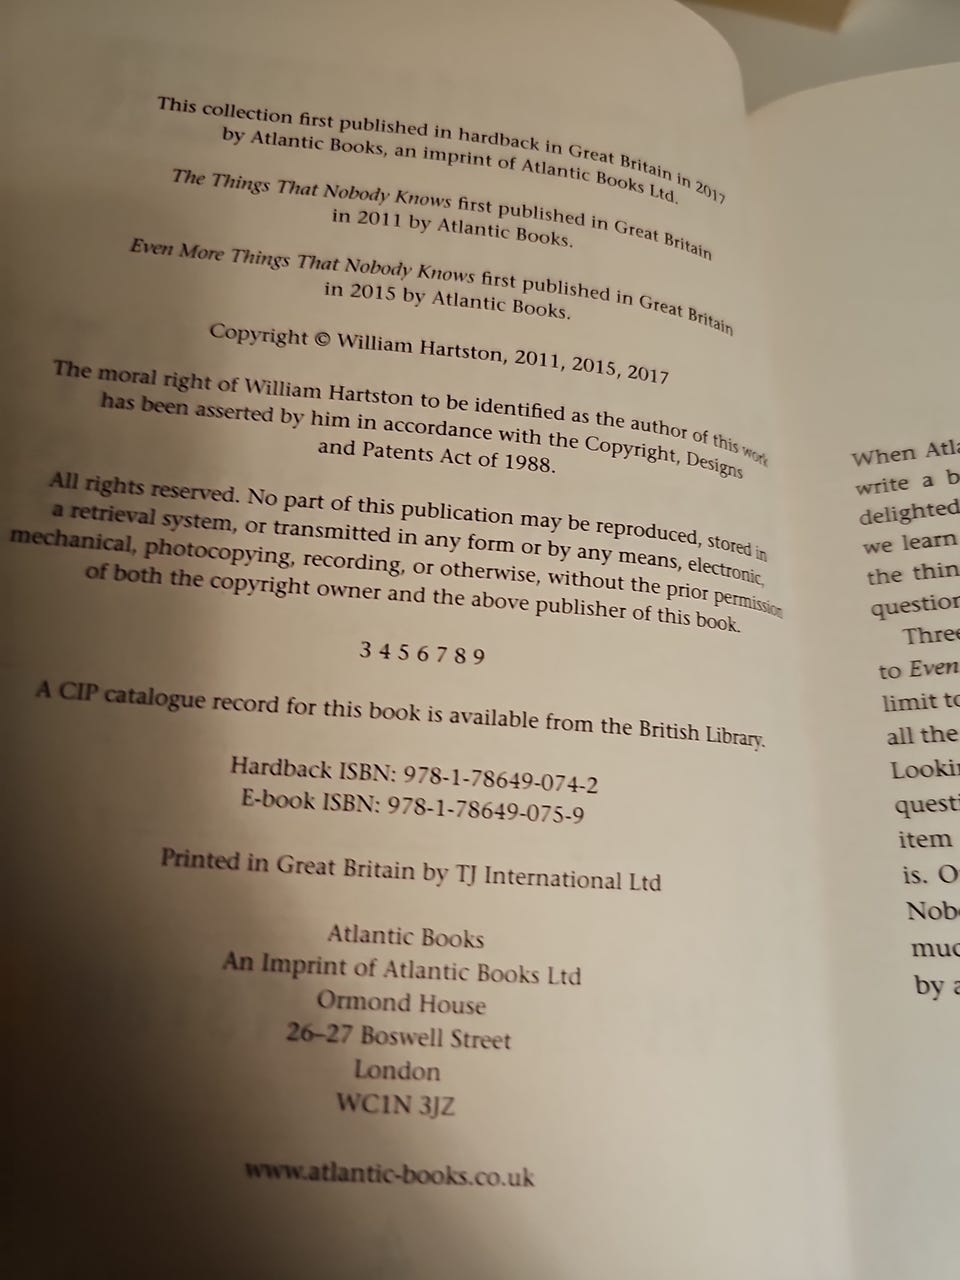 This collection first published in hardback in Great Britain in 2017
by Atlantic Books, an imprint of Atlantic Books Ltd.
The Things That Nobody Knows first published in Great Britain
in 2011 by Atlantic Books.
Even More Things That Nobody Knows first published in Great Britain
in 2015 by Atlantic Books.
Copyright © William Hartston, 2011, 2015, 2017
The moral right of William Hartston to be identified as the author of this work
has been asserted by him in accordance with the Copyright, Designs
and Patents Act of 1988.
All rights reserved. No part of this publication may be reproduced, stored in
a retrieval system, or transmitted in any form or by any means, electronic,
mechanical, photocopying, recording, or otherwise, without the prior permission
of both the copyright owner and the above publisher of this book.
3 4 5 6 7 8 9
A CIP catalogue record for this book is available from the British Library.
Hardback ISBN: 978-1-78649-074-2
E-book ISBN: 978-1-78649-075-9
Printed in Great Britain by TJ International Ltd
Atlantic Books
An Imprint of Atlantic Books Ltd
Ormond House
26–27 Boswell Street
London
WC1N 3JZ
www.atlantic-books.co.uk
When
write a
delighted
we learn
the
Three
to Even
limit
all the
item
is.
by